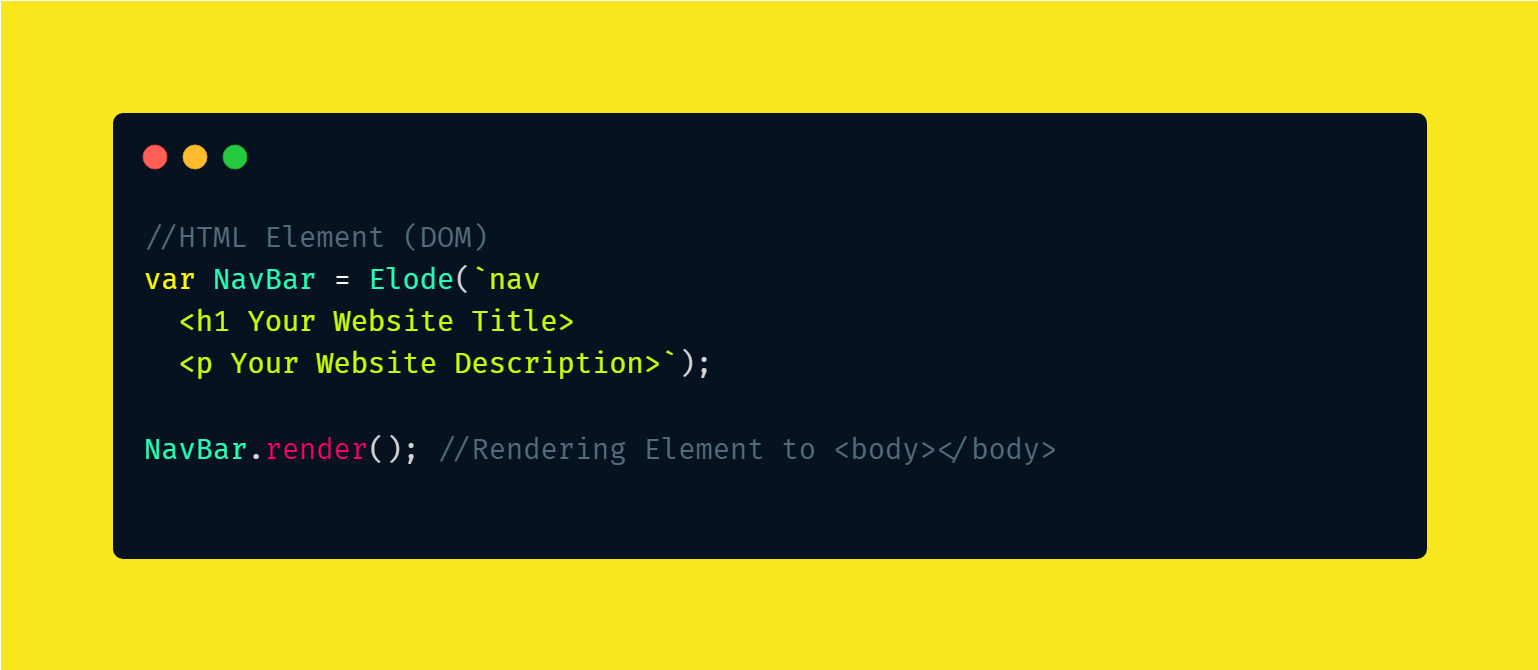 //HTML Element (DOM)
var NavBar = Elode(`nav
  <h1 Your Website Title>
  <p Your Website Description>`);
NavBar.render(); //Rendering Element to <body></body>